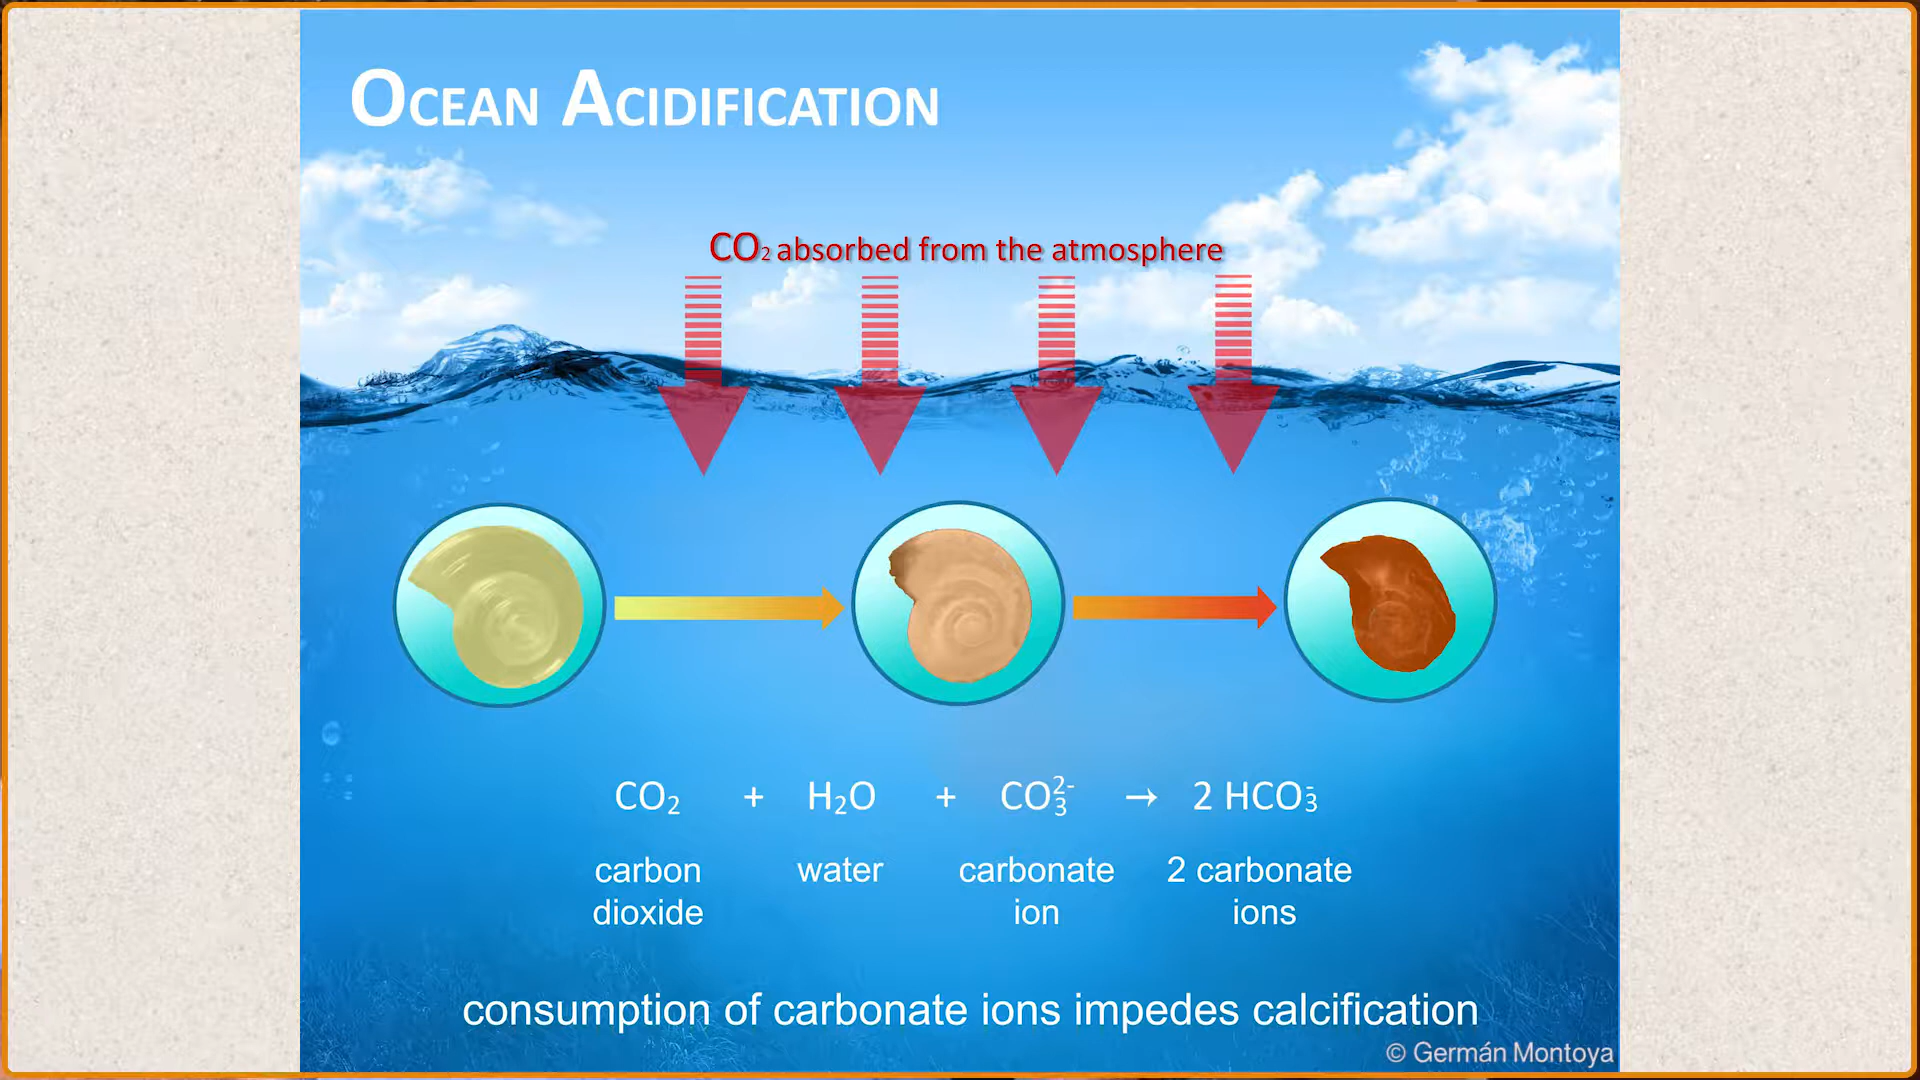 OCEAN ACIDIFICATION
CO₂ absorbed from the atmosphere
CO₂ + H₂O + CO₃²⁻ → 2 HCO₃⁻
carbon dioxide water carbonate ion 2 carbonate ions
consumption of carbonate ions impedes calcification
© Germán Montoya